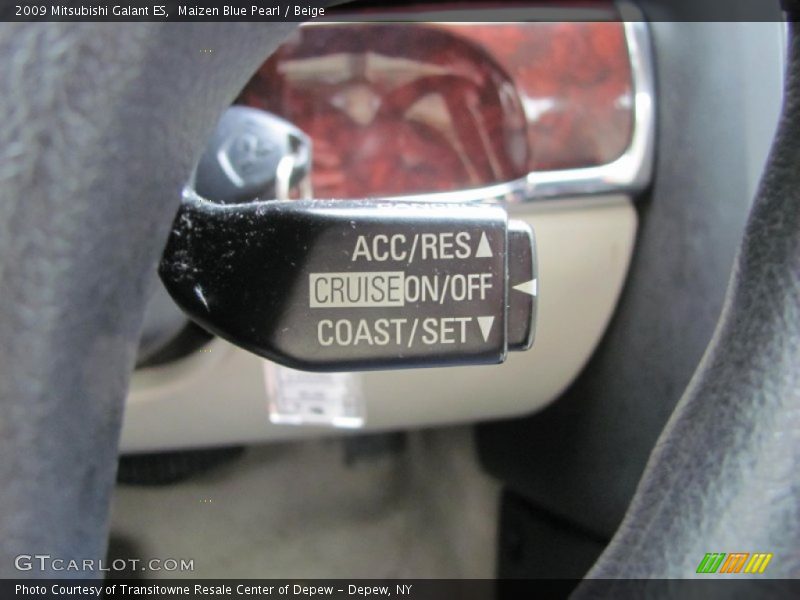 2009 Mitsubishi Galant ES,  Maizen Blue Pearl / Beige
ACC/RES▲
CRUISE ON/OFF ◀
COAST/SET▼
GTCARLOT.COM
Photo Courtesy of Transitowne Resale Center of Depew – Depew, NY